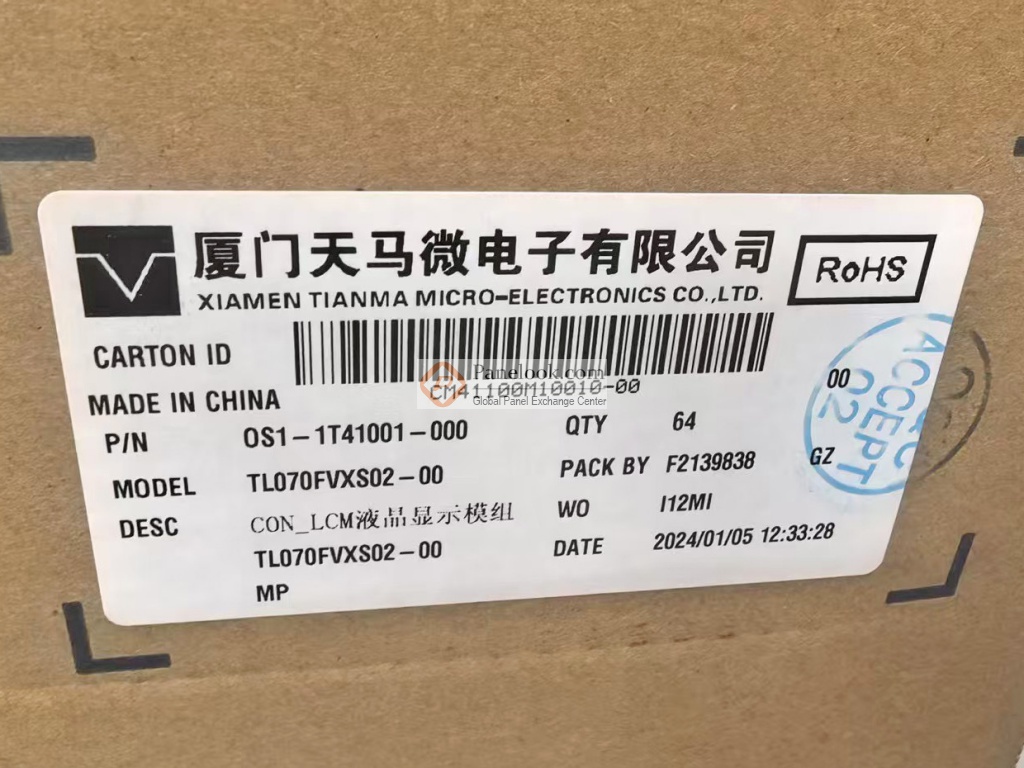 厦门天马微电子有限公司
XIAMEN TIANMA MICRO-ELECTRONICS CO.,LTD.
RoHS
CARTON ID
CM41100M10010-00
Panelook.com
Global Panel Exchange Center
00
MADE IN CHINA
P/N OS1-1T41001-000 QTY 64
MODEL TL070FVXS02-00 PACK BY F2139838 GZ
DESC CON_LCM液晶显示模组 WO I12MI
TL070FVXS02-00 DATE 2024/01/05 12:33:28
MP
ACCEPT
02